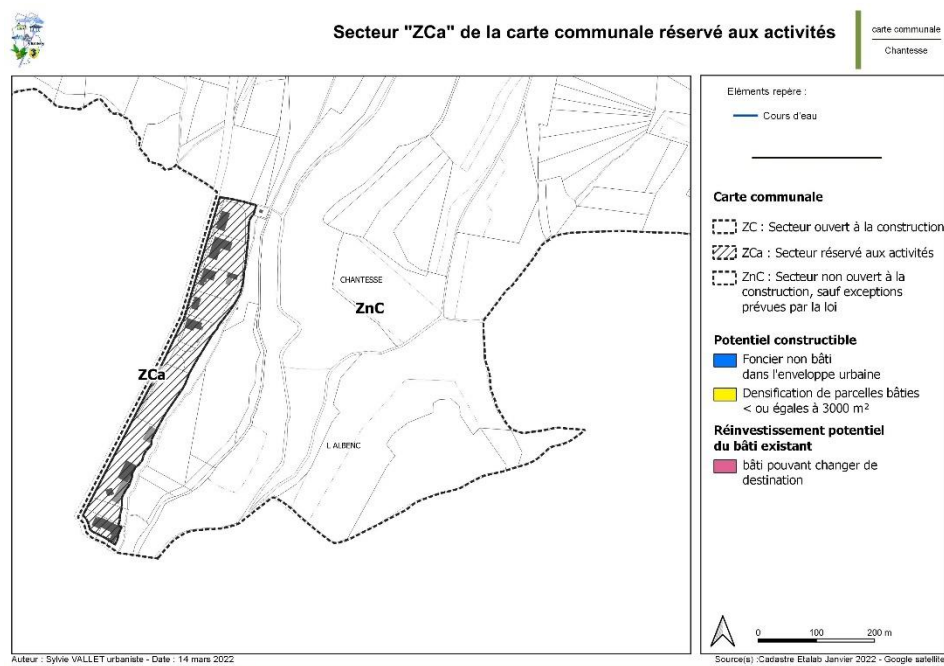 Secteur "ZCa" de la carte communale réservé aux activités
carte communale
Chantesse
Eléments repère :
Cours d'eau
Carte communale
ZC : Secteur ouvert à la construction
ZCa : Secteur réservé aux activités
ZnC : Secteur non ouvert à la
construction, sauf exceptions
prévues par la loi
Potentiel constructible
Foncier non bâti
dans l'enveloppe urbaine
Densification de parcelles bâties
< ou égales à 3000 m²
Réinvestissement potentiel
du bâti existant
bâti pouvant changer de
destination
0 100 200 m
CHANTESSE
ZnC
ZCa
L ALBENC
Auteur : Sylvie VALLET urbaniste - Date : 14 mars 2022
Source(s) :Cadastre Etalab Janvier 2022 - Google satellite